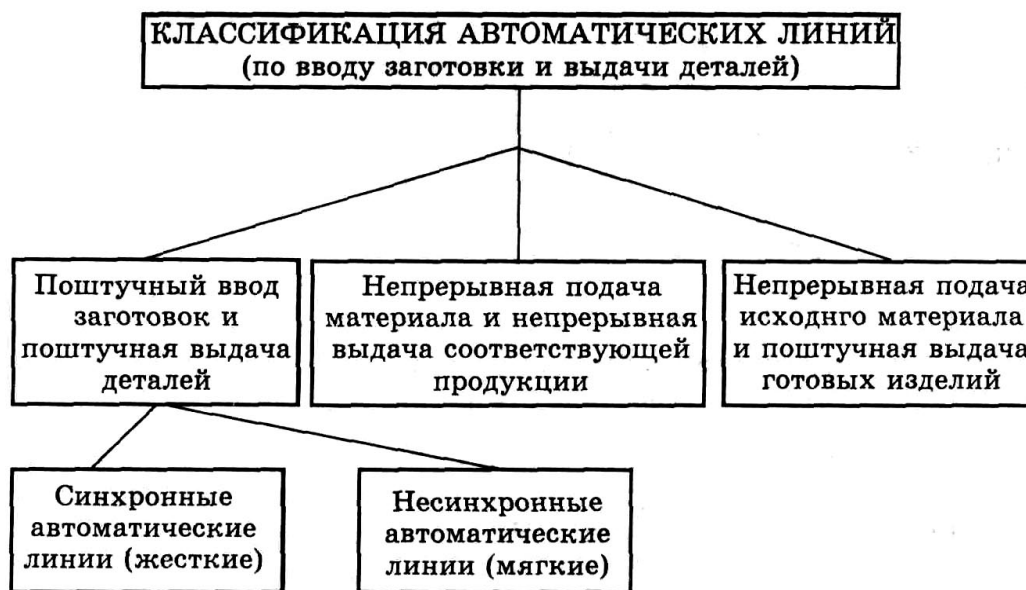 КЛАССИФИКАЦИЯ АВТОМАТИЧЕСКИХ ЛИНИЙ
(по вводу заготовки и выдачи деталей)
Поштучный ввод
заготовок и
поштучная выдача
деталей
Непрерывная подача
материала и непрерывная
выдача соответствующей
продукции
Непрерывная подача
исходнго материала
и поштучная выдача
готовых изделий
Синхронные
автоматические
линии (жесткие)
Несинхронные
автоматические
линии (мягкие)